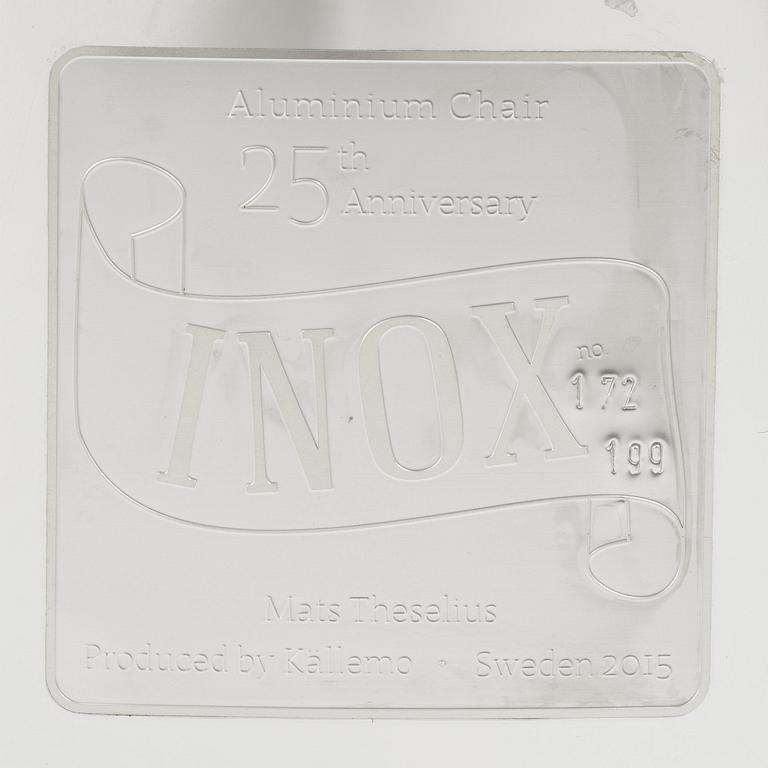 Aluminium Chair
25th
Anniversary
INOX
no.
172
199
Mats Theselius
Produced by Källemo · Sweden 2015